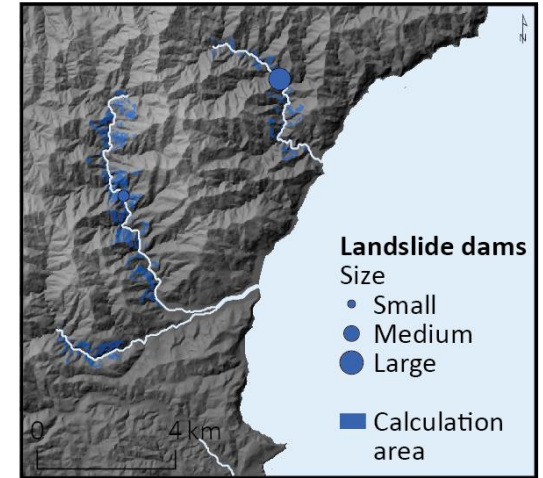 N
Landslide dams
Size
Small
Medium
Large
Calculation
area
0 4 km